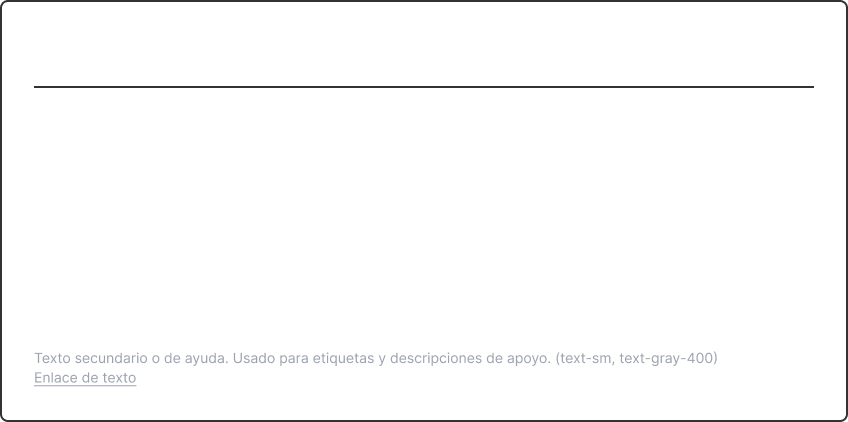 Texto secundario o de ayuda. Usado para etiquetas y descripciones de apoyo. (text-sm, text-gray-400)
Enlace de texto